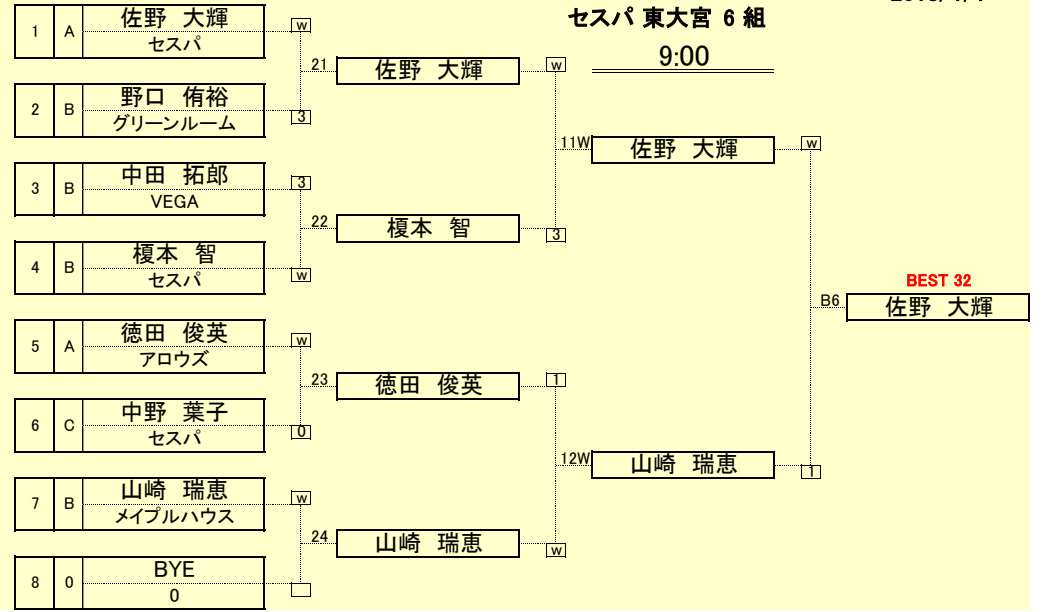 セスパ 東大宮 6 組
9:00
1 A 佐野 大輝
セスパ
w
21 佐野 大輝 w
2 B 野口 侑裕
グリーンルーム
3
11W 佐野 大輝 w
3 B 中田 拓郎
VEGA
3
22 榎本 智 3
4 B 榎本 智
セスパ
w
BEST 32
B6 佐野 大輝
5 A 徳田 俊英
アロウズ
w
23 徳田 俊英 1
6 C 中野 葉子
セスパ
0
12W 山崎 瑞恵 1
7 B 山崎 瑞恵
メイプルハウス
w
24 山崎 瑞恵 w
8 0 BYE
0